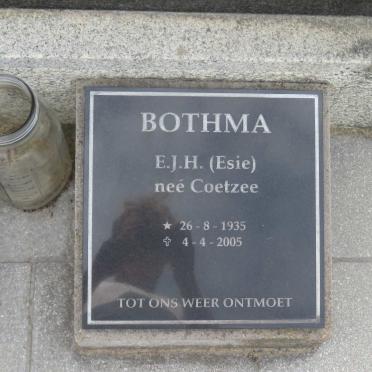 BOTHMA
E.J.H. (Esie)
neé Coetzee
★ 26 - 8 - 1935
✞ 4 - 4 - 2005
TOT ONS WEER ONTMOET